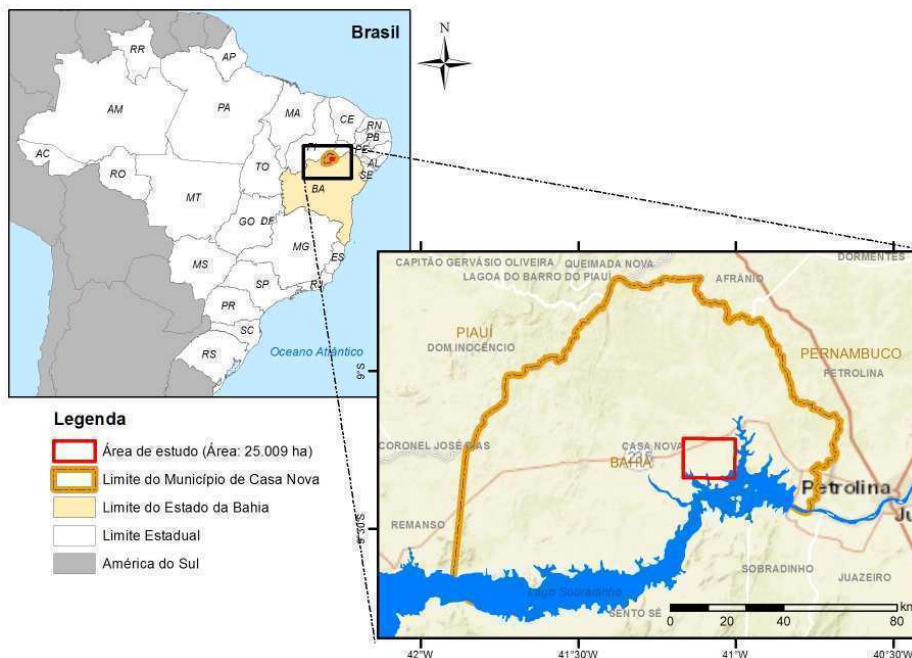 Brasil
N
RR
AP
AM
PA
MA
CE
RN
PB
PI
PE
AC
TO
AL
SE
RO
BA
MT
GO
DF
MG
ES
MS
SP
RJ
PR
SC
RS
Oceano Atlântico
Legenda
Área de estudo (Área: 25.009 ha)
Limite do Município de Casa Nova
Limite do Estado da Bahia
Limite Estadual
América do Sul
9°S
9°30'S
DORMENTES
CAPITÃO GERVÁSIO OLIVEIRA
QUEIMADA NOVA
LAGOA DO BARRO DO PIAUÍ
AFRÂNIO
PIAUÍ
DOM INOCÊNCIO
PERNAMBUCO
PETROLINA
CORONEL JOSÉ DIAS
CASA NOVA
235
BAHIA
Petrolina
Ju
REMANSO
SOBRADINHO
JUAZEIRO
Lago Sobradinho
SENTO SÉ
km
0 20 40 80
42°W
41°30'W
41°W
40°30'W